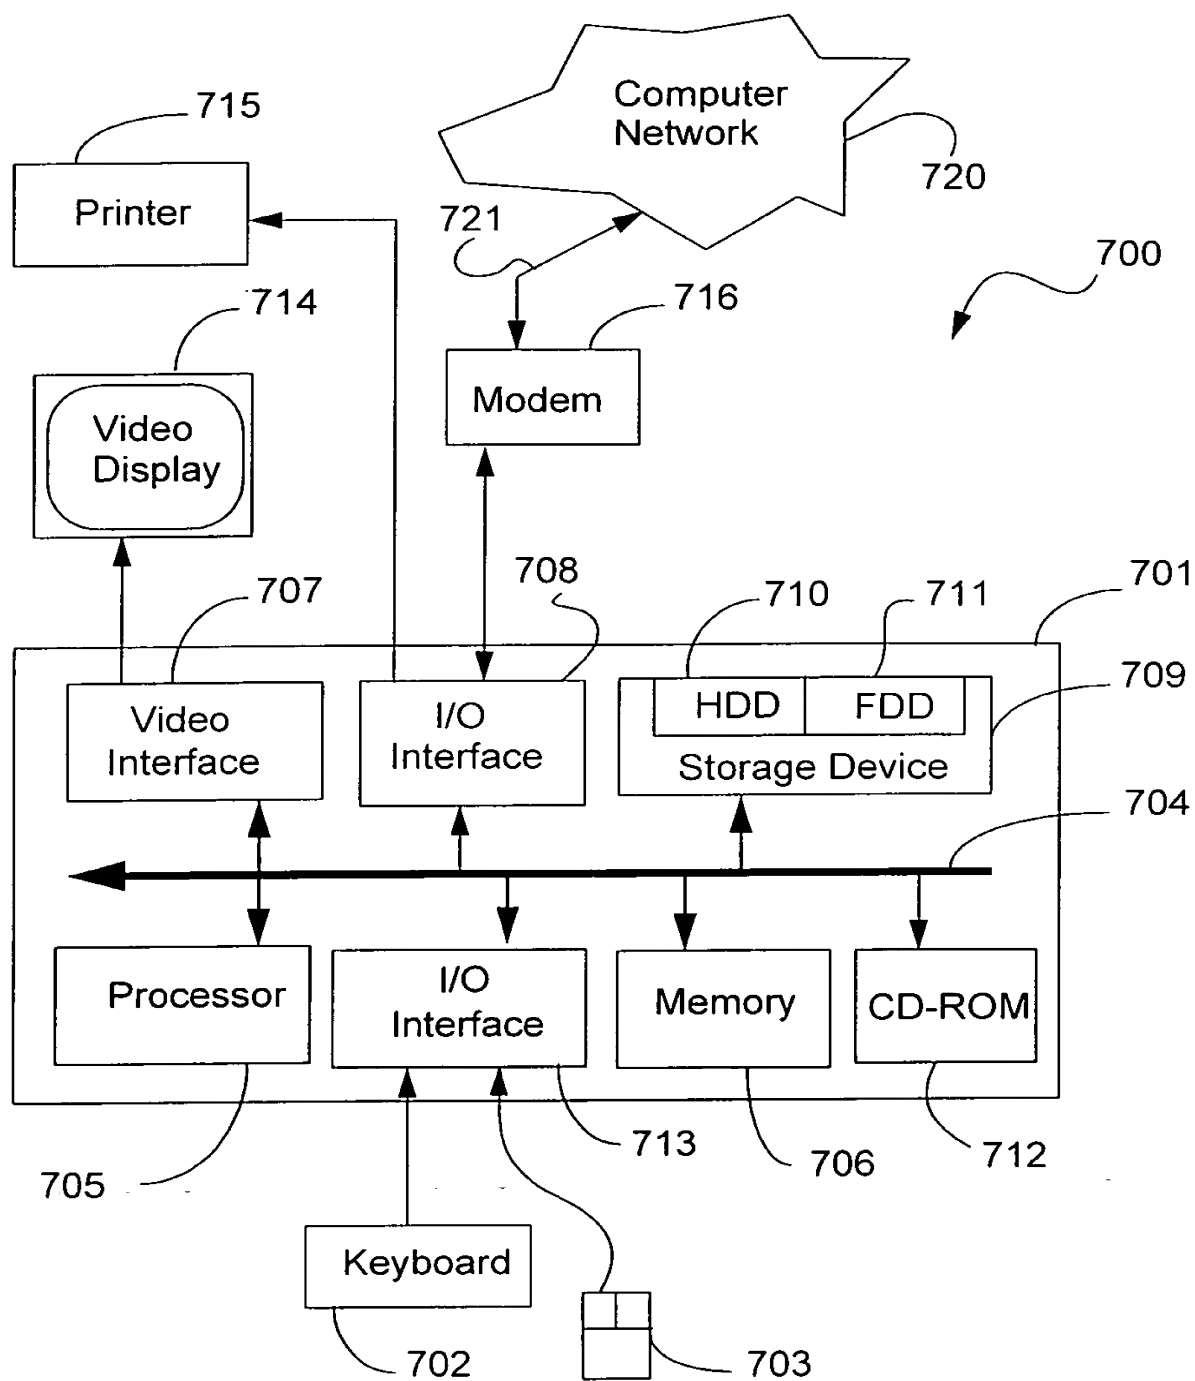 715
Printer
Computer
Network
720
721
700
714
716
Video
Display
Modem
707
708
710
711
701
709
Video
Interface
I/O
Interface
HDD
FDD
Storage Device
704
Processor
I/O
Interface
Memory
CD-ROM
705
713
706
712
Keyboard
702
703